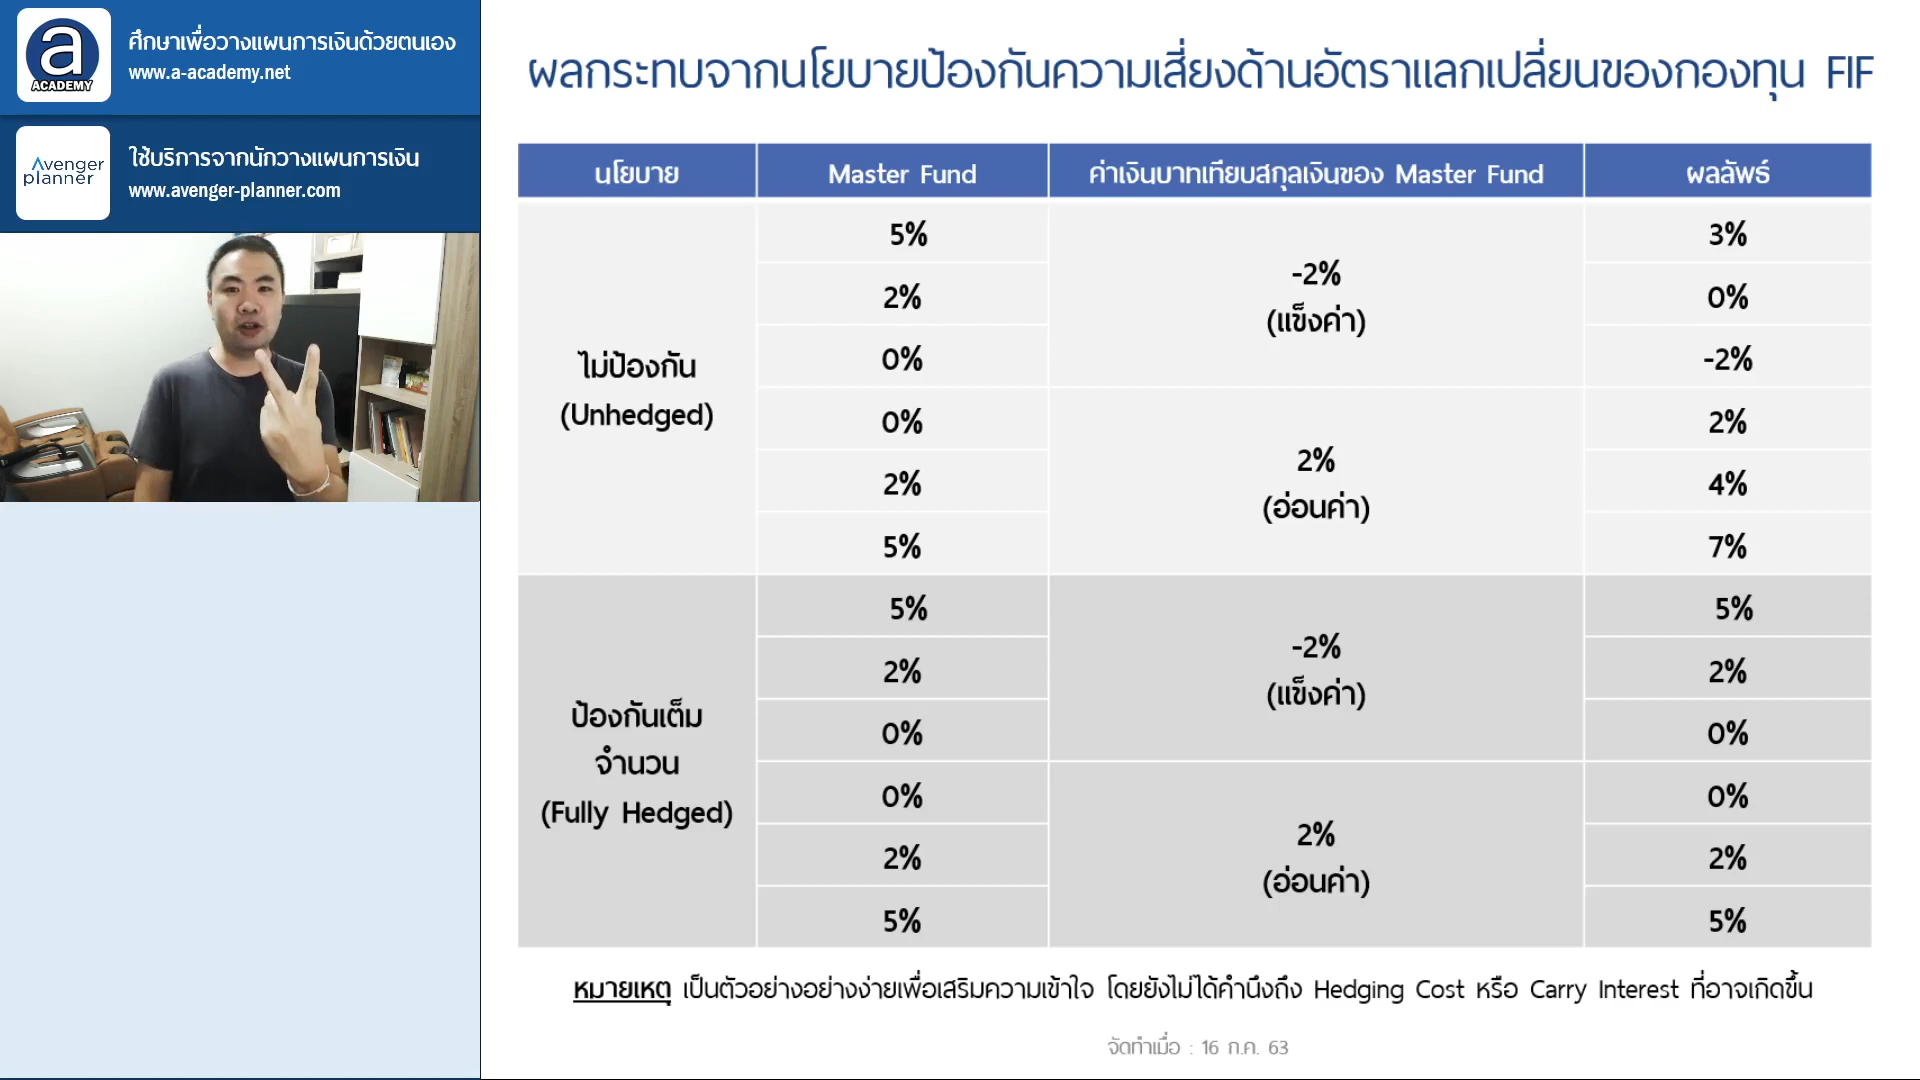 a
ACADEMY
ศึกษาเพื่อวางแผนการเงินด้วยตนเอง
www.a-academy.net
Avenger
planner
ใช้บริการจากนักวางแผนการเงิน
www.avenger-planner.com
ผลกระทบจากนโยบายป้องกันความเสี่ยงด้านอัตราแลกเปลี่ยนของกองทุน FIF
นโยบาย Master Fund ค่าเงินบาทเทียบสกุลเงินของ Master Fund ผลลัพธ์
ไม่ป้องกัน
(Unhedged)
5%
2%
0%
0%
2%
5%
-2%
(แข็งค่า)
2%
(อ่อนค่า)
3%
0%
-2%
2%
4%
7%
ป้องกันเต็ม
จำนวน
(Fully Hedged)
5%
2%
0%
0%
2%
5%
-2%
(แข็งค่า)
2%
(อ่อนค่า)
5%
2%
0%
0%
2%
5%
หมายเหตุ เป็นตัวอย่างอย่างง่ายเพื่อเสริมความเข้าใจ โดยยังไม่ได้คำนึงถึง Hedging Cost หรือ Carry Interest ที่อาจเกิดขึ้น
จัดทำเมื่อ : 16 ก.ค. 63